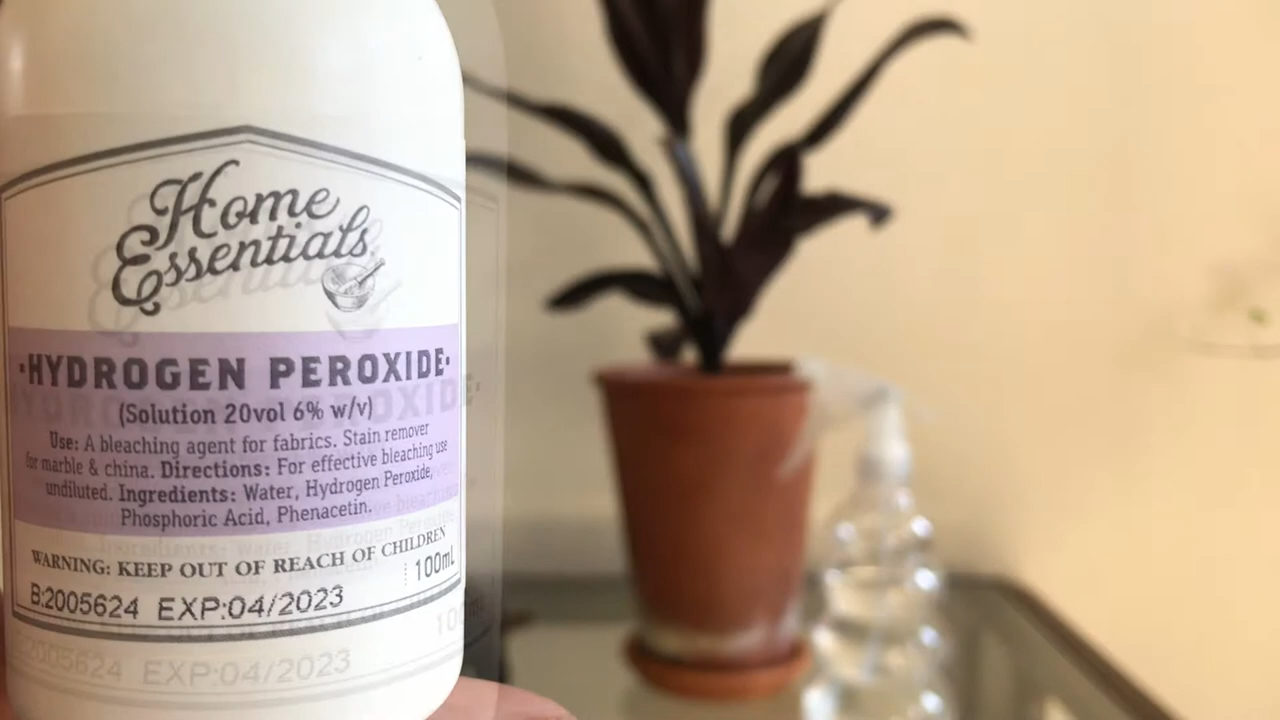 Home
Essentials
·HYDROGEN PEROXIDE·
(Solution 20vol 6% w/v)
Use: A bleaching agent for fabrics. Stain remover
for marble & china. Directions: For effective bleaching use
undiluted. Ingredients: Water, Hydrogen Peroxide,
Phosphoric Acid, Phenacetin.
WARNING: KEEP OUT OF REACH OF CHILDREN
100mL
B:2005624 EXP:04/2023